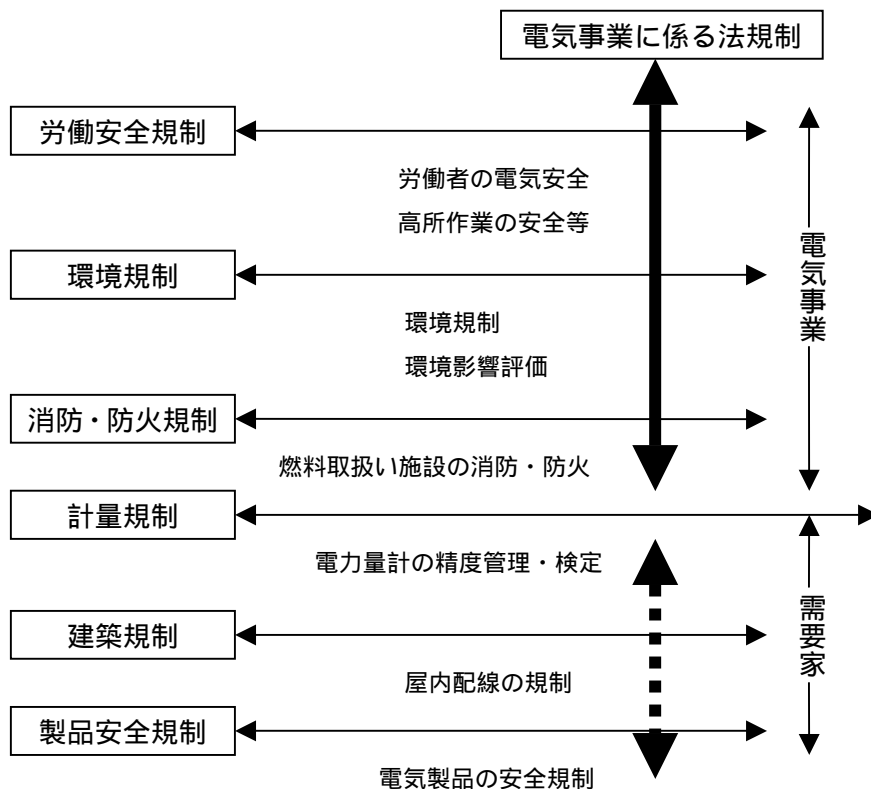 電気事業に係る法規制
労働安全規制
労働者の電気安全
高所作業の安全等
電気事業
環境規制
環境規制
環境影響評価
消防・防火規制
燃料取扱い施設の消防・防火
計量規制
電力量計の精度管理・検定
需要家
建築規制
屋内配線の規制
製品安全規制
電気製品の安全規制